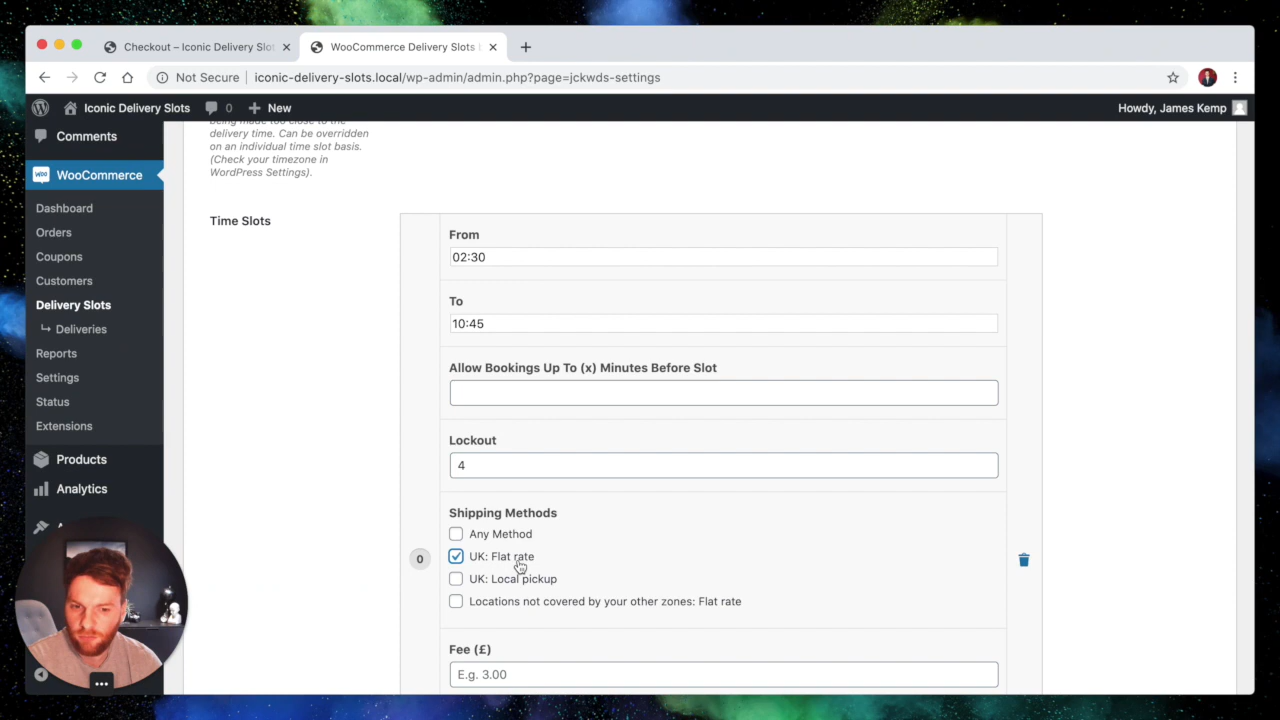 Checkout – Iconic Delivery Slot
WooCommerce Delivery Slots
Not Secure
iconic-delivery-slots.local/wp-admin/admin.php?page=jckwds-settings
Iconic Delivery Slots
0
New
Howdy, James Kemp
Comments
WooCommerce
Dashboard
Orders
Coupons
Customers
Delivery Slots
Deliveries
Reports
Settings
Status
Extensions
Products
Analytics
being made too close to the
delivery time. Can be overridden
on an individual time slot basis.
(Check your timezone in
WordPress Settings).
Time Slots
From
02:30
To
10:45
Allow Bookings Up To (x) Minutes Before Slot
Lockout
4
Shipping Methods
Any Method
0
UK: Flat rate
UK: Local pickup
Locations not covered by your other zones: Flat rate
Fee (£)
E.g. 3.00